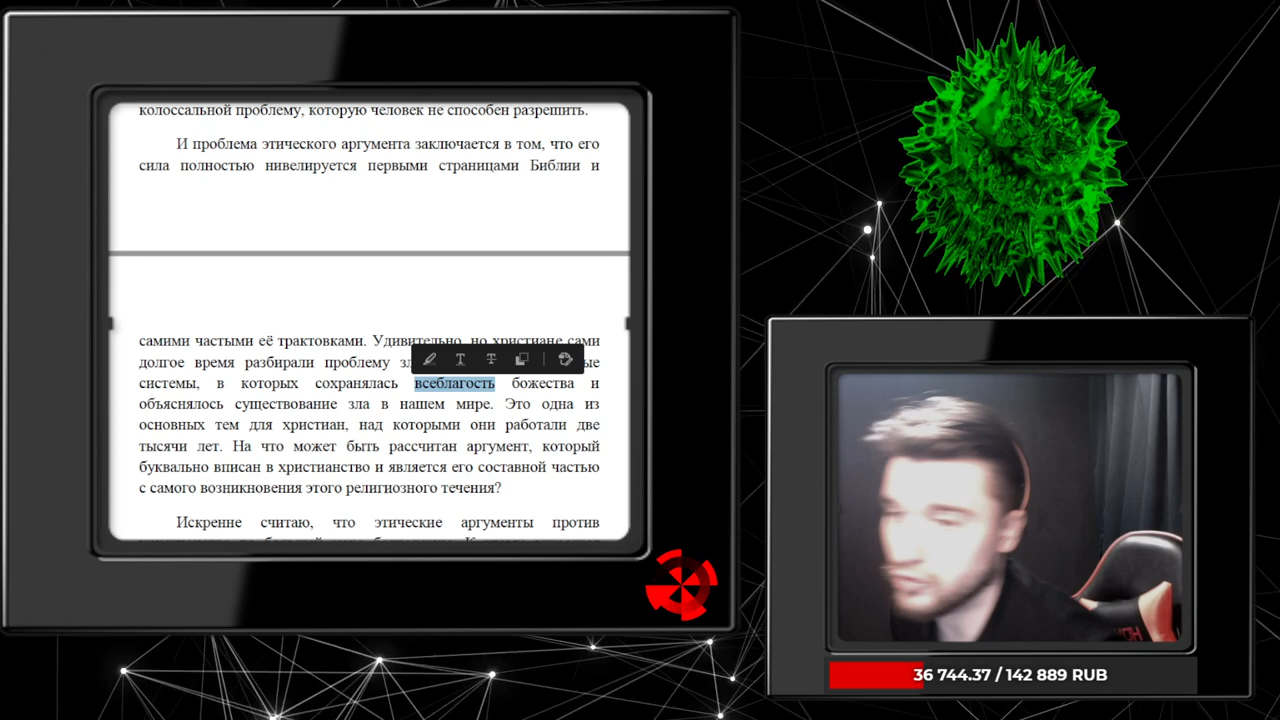 колоссальной проблему, которую человек не способен разрешить.
И проблема этического аргумента заключается в том, что его
сила полностью нивелируется первыми страницами Библии и
самими частыми её трактовками. Удивительно, но христиане сами
долгое время разбирали проблему
системы, в которых сохранялась всеблагость божества и
объяснялось существование зла в нашем мире. Это одна из
основных тем для христиан, над которыми они работали две
тысячи лет. На что может быть рассчитан аргумент, который
буквально вписан в христианство и является его составной частью
с самого возникновения этого религиозного течения?
Искренне считаю, что этические аргументы против
36 744.37 / 142 889 RUB